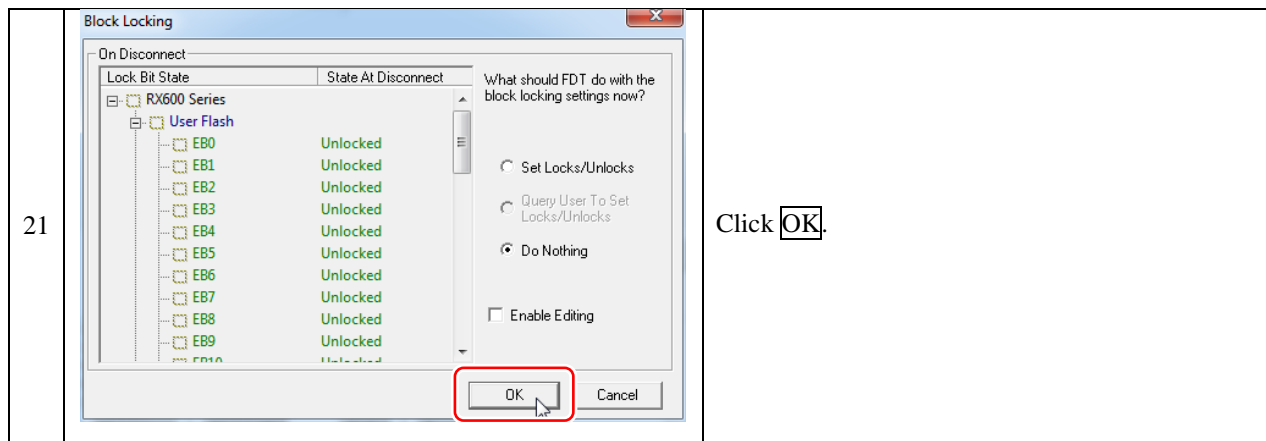 Block Locking
On Disconnect
Lock Bit State State At Disconnect
RX600 Series
User Flash
EB0 Unlocked
EB1 Unlocked
EB2 Unlocked
EB3 Unlocked
EB4 Unlocked
EB5 Unlocked
EB6 Unlocked
EB7 Unlocked
EB8 Unlocked
EB9 Unlocked
EB10 Unlocked
What should FDT do with the
block locking settings now?
Set Locks/Unlocks
Query User To Set
Locks/Unlocks
Do Nothing
Enable Editing
OK Cancel
21
Click OK.